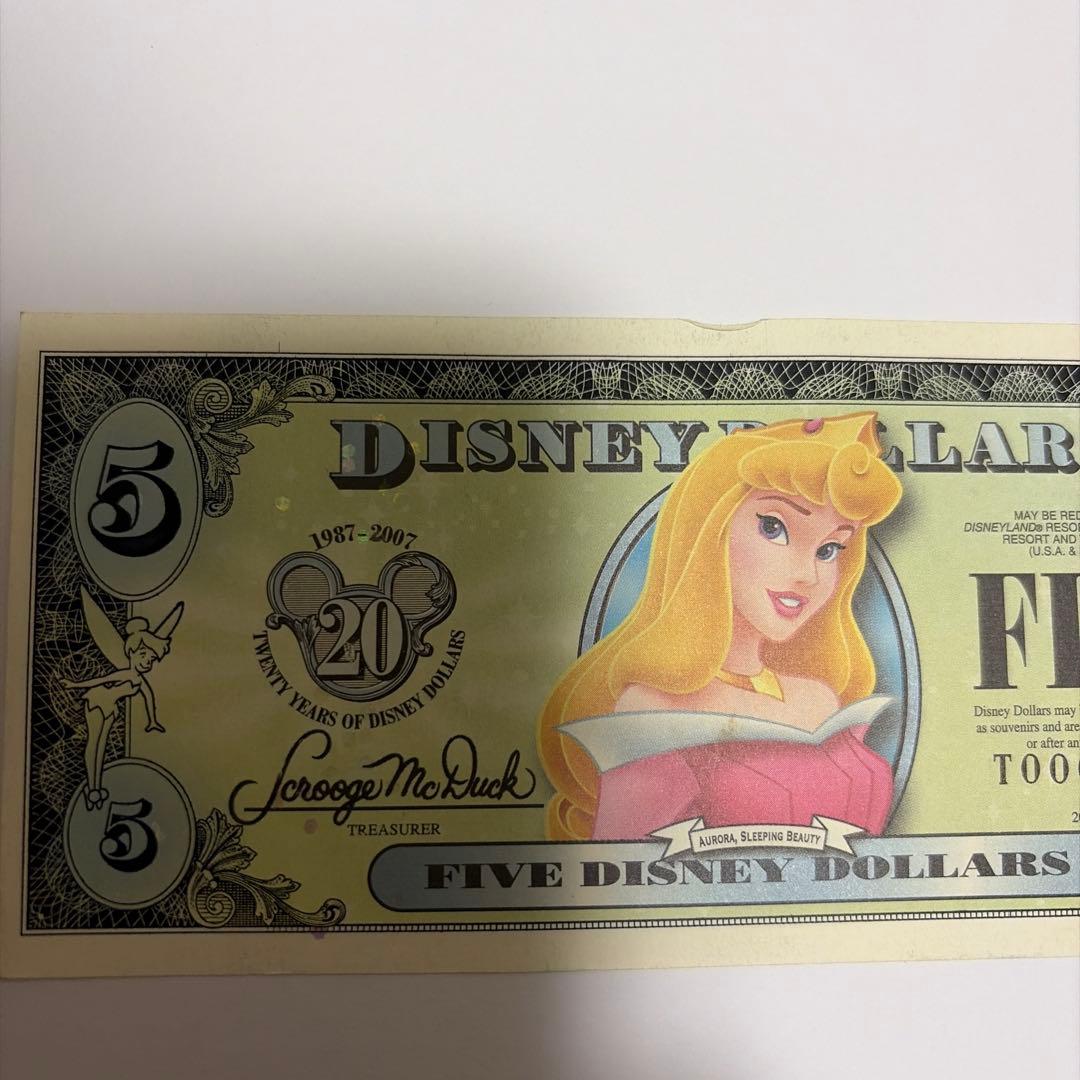 5
DISNEY DOLLAR
1987-2007
20
TWENTY YEARS OF DISNEY DOLLARS
MAY BE RED
DISNEYLAND® RESO
RESORT AND
(U.S.A. &
FI
Disney Dollars may
as souvenirs and are
or after an
T00
Scrooge McDuck
TREASURER
5
AURORA, SLEEPING BEAUTY
FIVE DISNEY DOLLARS